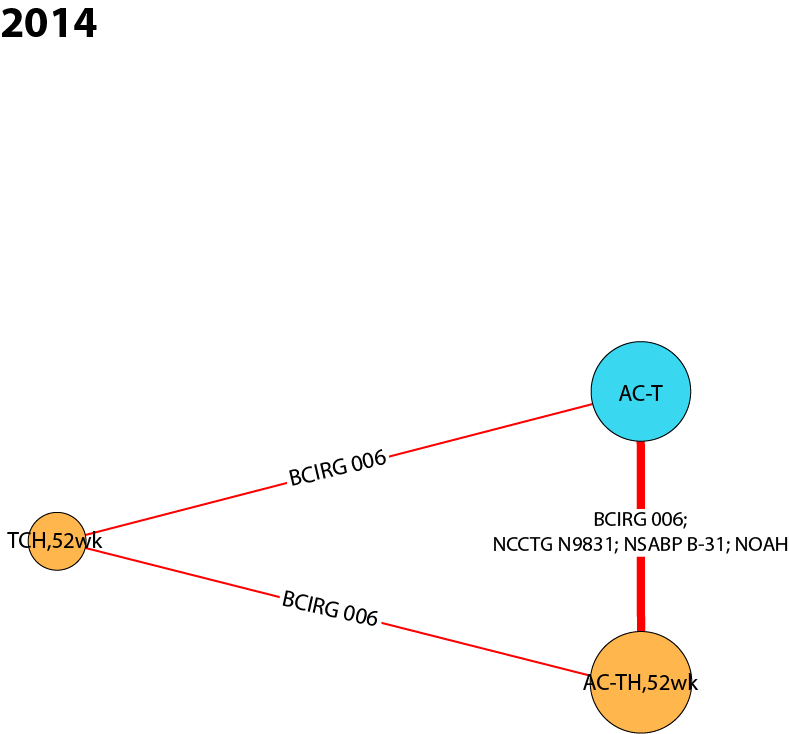 2014
AC-T
BCIRG 006
BCIRG 006;
NCCTG N9831; NSABP B-31; NOAH
TCH,52wk
BCIRG 006
AC-TH,52wk